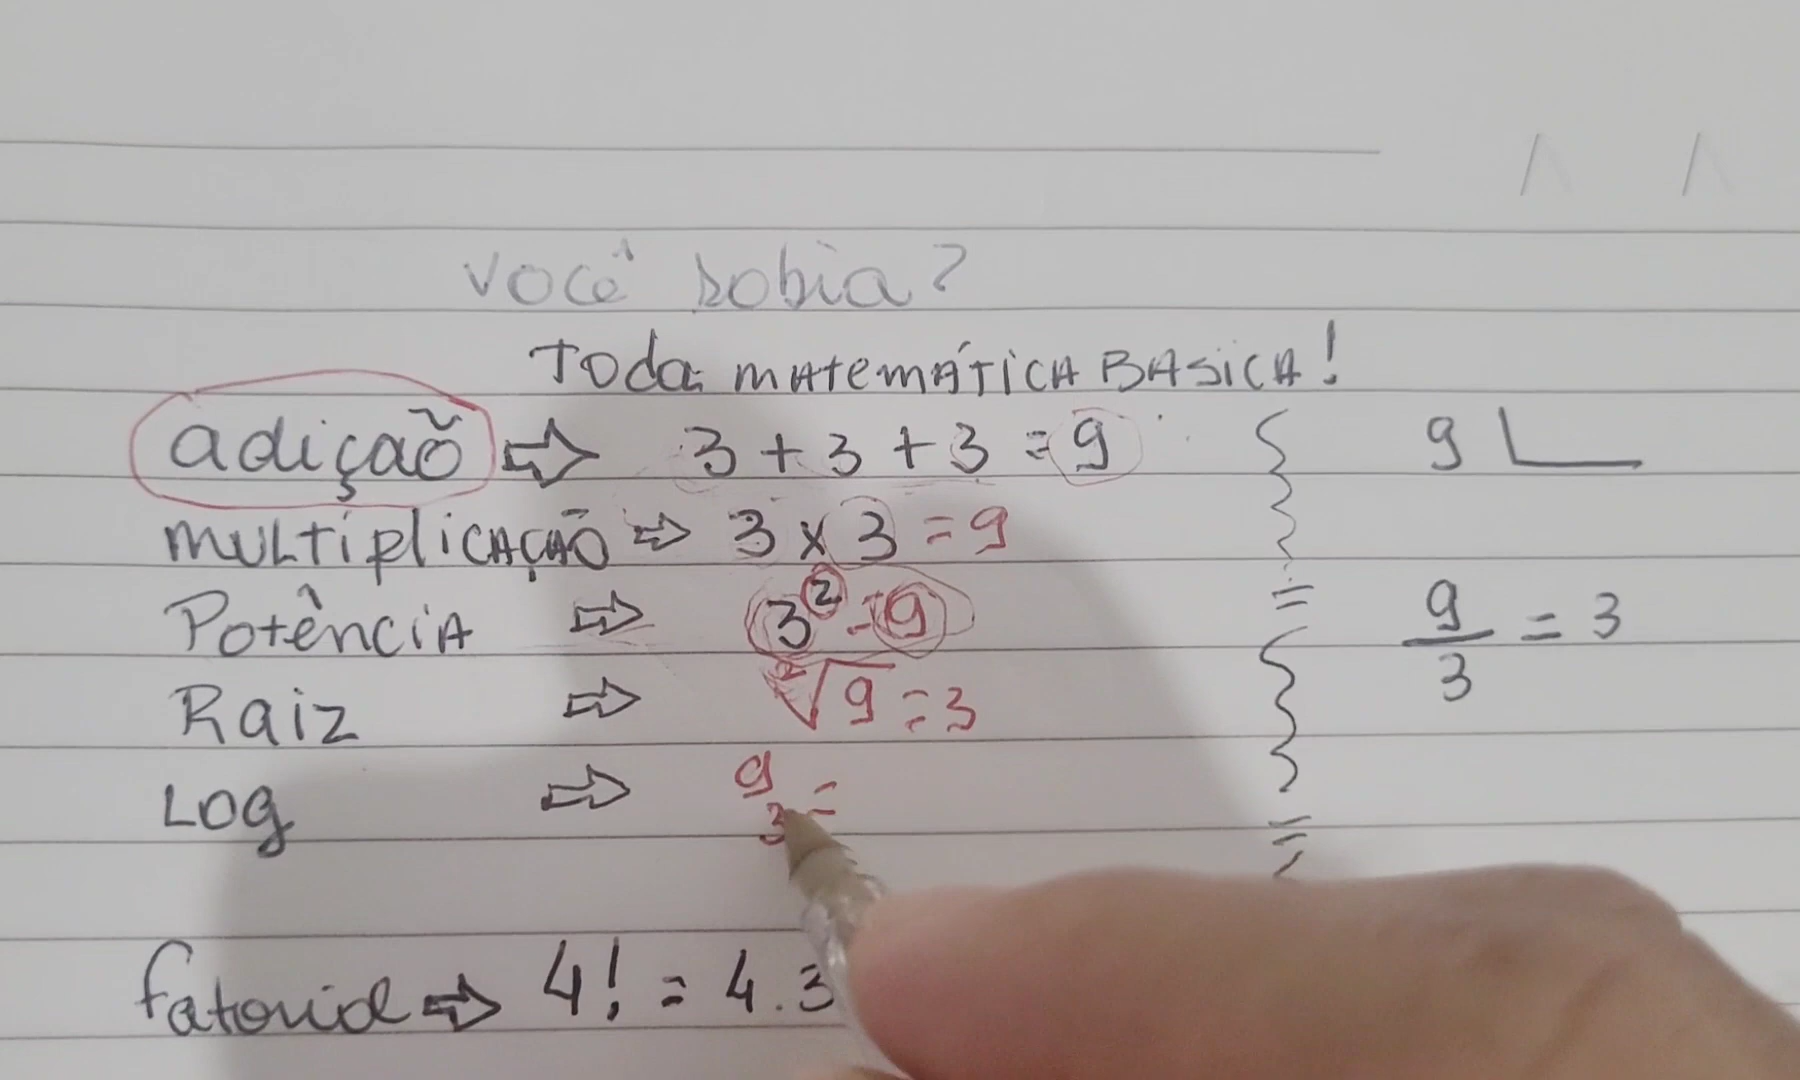 Você sabia?
Toda matemática BASICA!
adição ⇨ 3 + 3 + 3 = 9
multiplicação ⇨ 3 x 3 = 9
Potência ⇨ 3² = 9
Raiz ⇨ ²√9 = 3
Log ⇨ 9 3 =
fatorial ⇨ 4! = 4.3
9
9/3 = 3